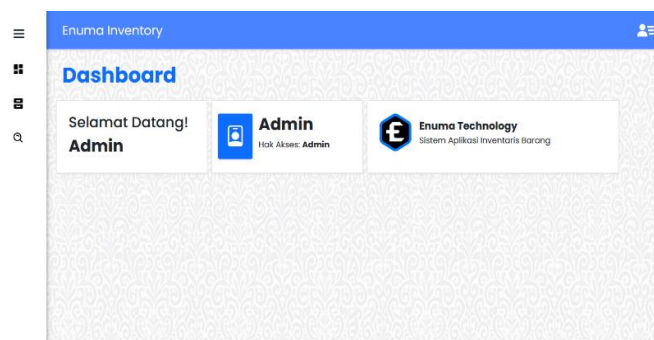 Enuma Inventory
Dashboard
Selamat Datang!
Admin
Admin
Hak Akses: Admin
Enuma Technology
Sistem Aplikasi Inventaris Barang